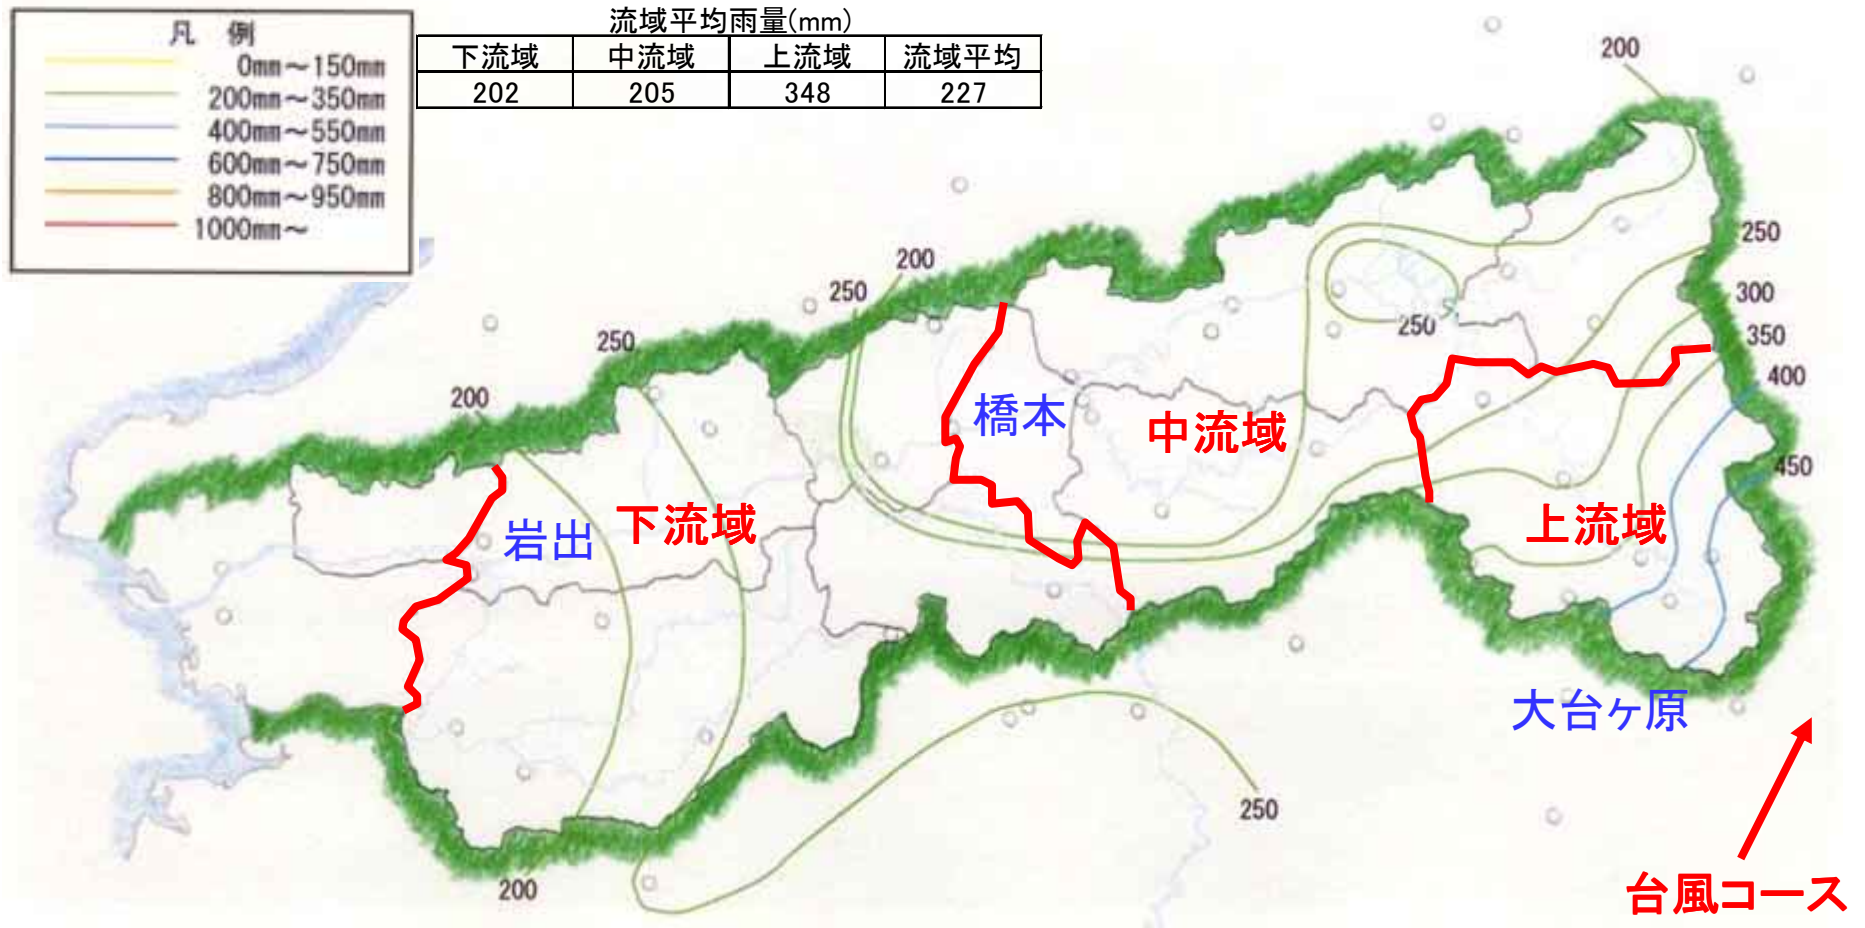 凡 例
0mm～150mm
200mm～350mm
400mm～550mm
600mm～750mm
800mm～950mm
1000mm～
流域平均雨量(mm)
下流域 中流域 上流域 流域平均
202 205 348 227
200
250
200
250
300
250
350
250
250
400
200
橋本
中流域
450
岩出
下流域
上流域
大台ヶ原
250
200
台風コース